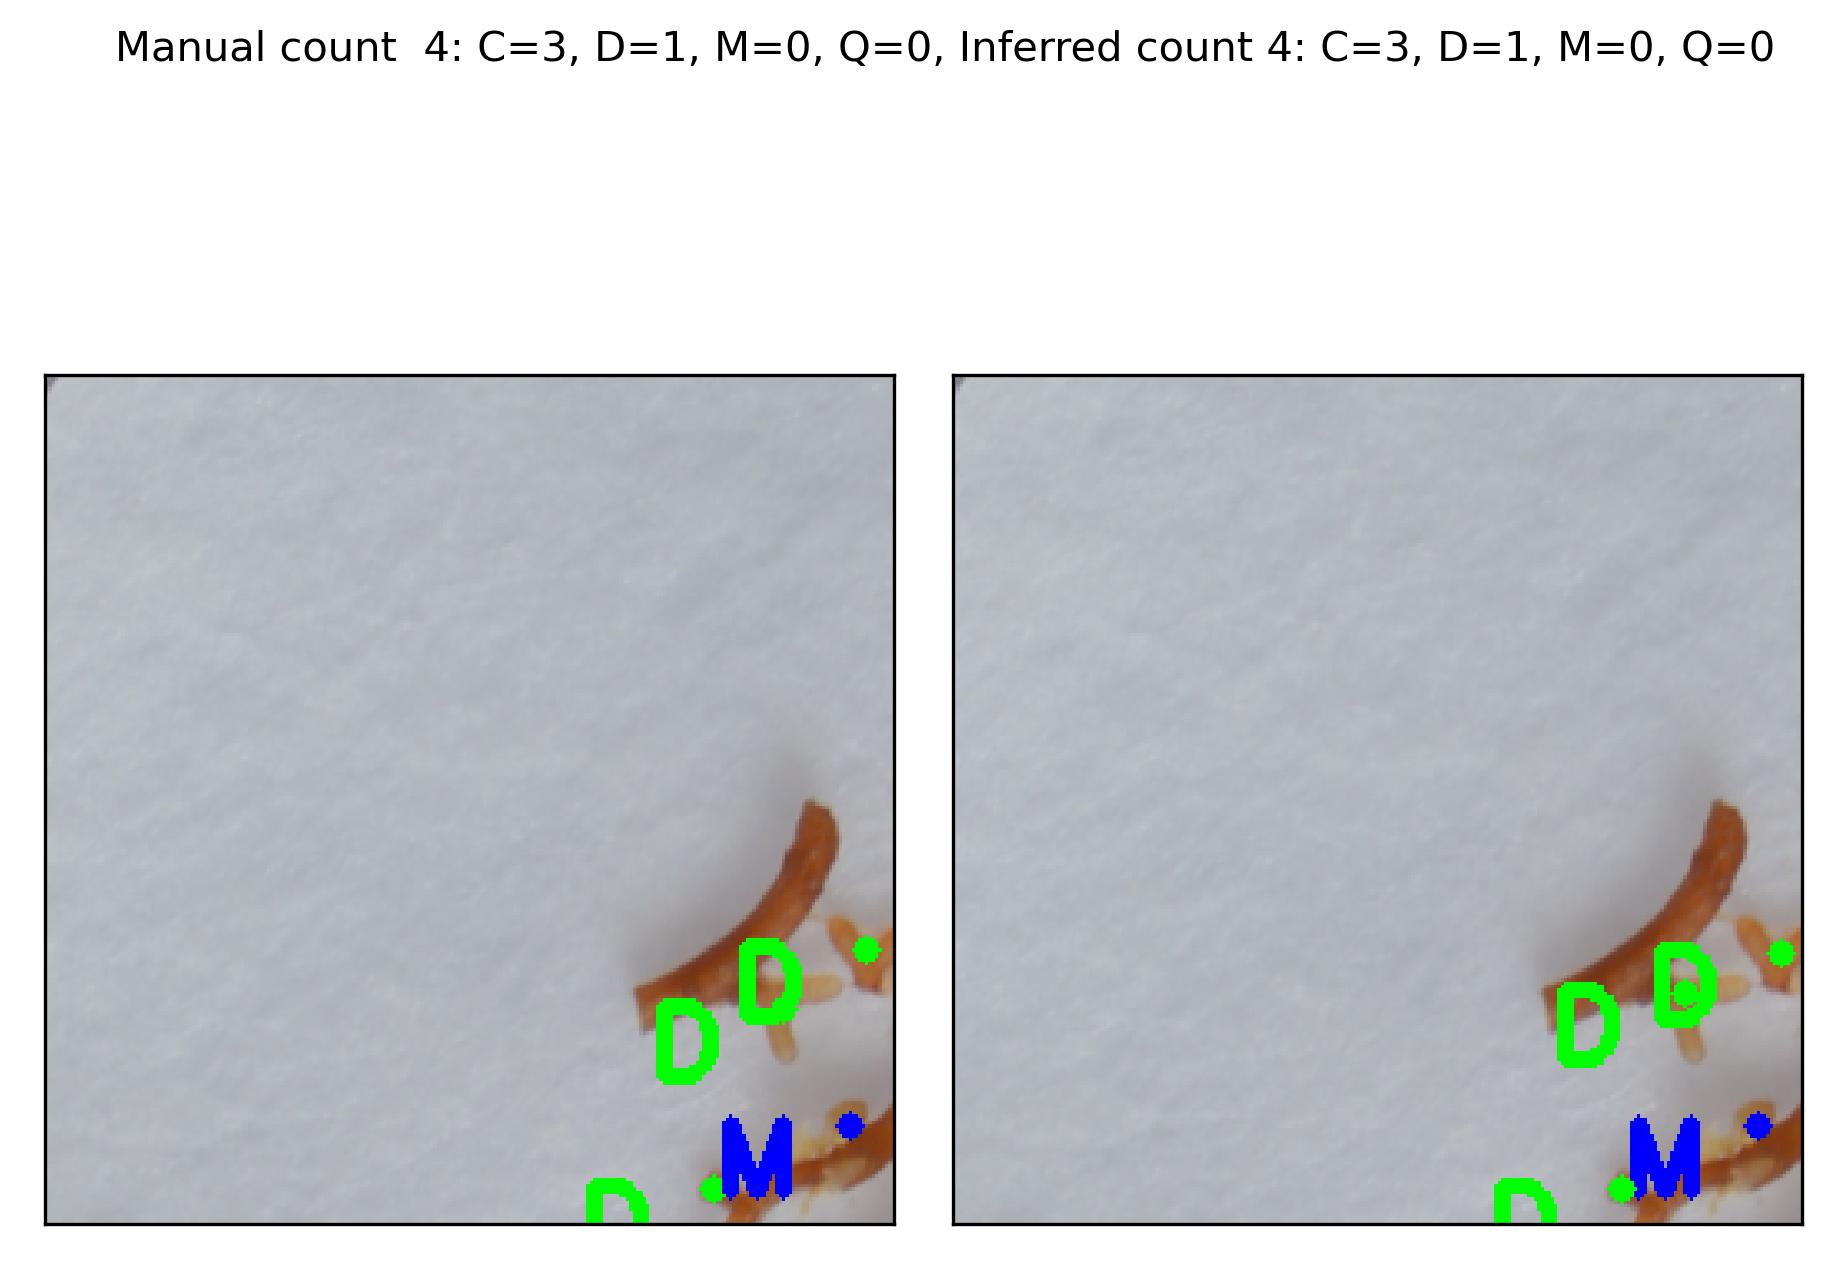 Manual count  4: C=3, D=1, M=0, Q=0, Inferred count 4: C=3, D=1, M=0, Q=0
D D
D D
M M
D D